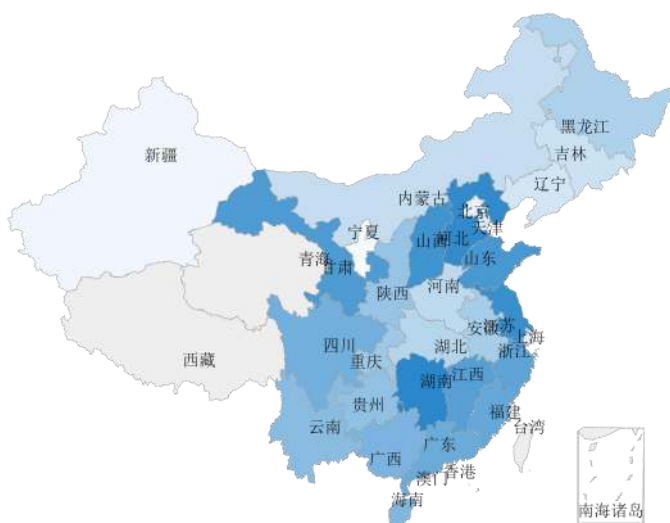 黑龙江
吉林
新疆
辽宁
内蒙古
北京
宁夏
天津
山西
河北
青海
甘肃
山东
陕西
河南
江苏
安徽
上海
四川
湖北
浙江
重庆
湖南
江西
贵州
福建
云南
台湾
广东
广西
香港
澳门
海南
南海诸岛
西藏